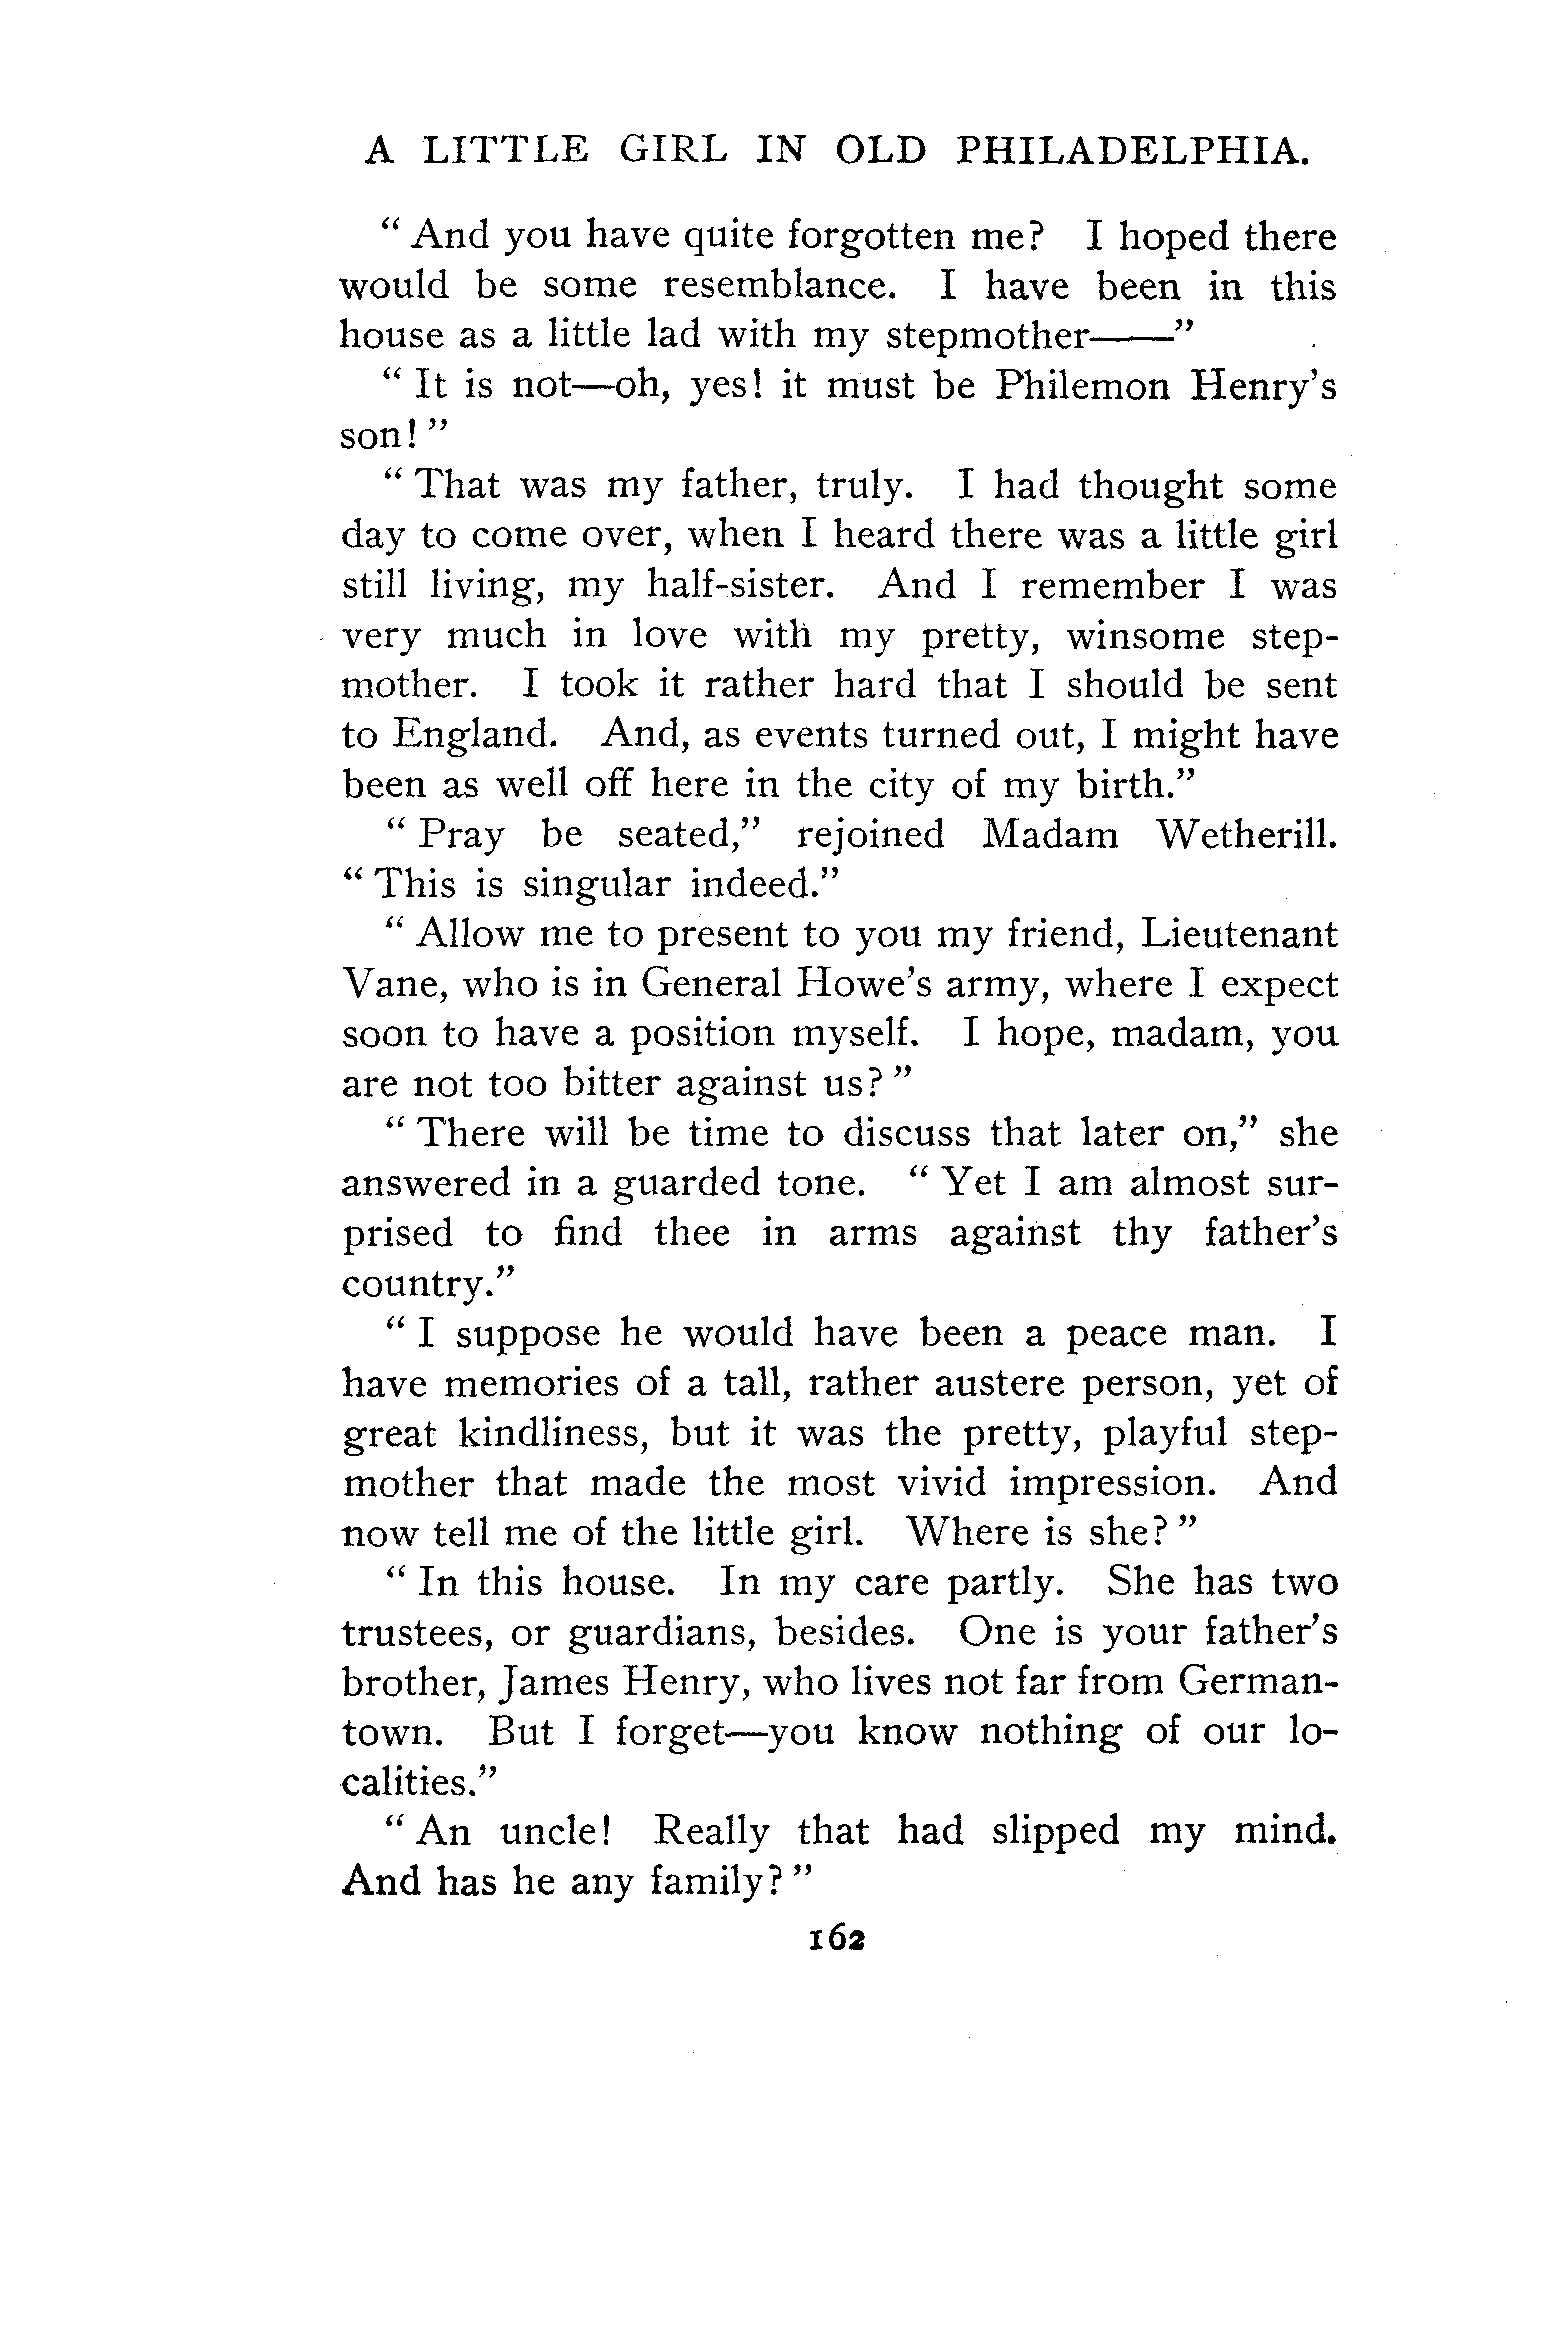 A LITTLE GIRL IN OLD PHILADELPHIA.
“ And you have quite forgotten me? I hoped there
would be some resemblance. I have been in this
house as a little lad with my stepmother——”
“ It is not—oh, yes! it must be Philemon Henry’s
son! ”
“ That was my father, truly. I had thought some
day to come over, when I heard there was a little girl
still living, my half-sister. And I remember I was
very much in love with my pretty, winsome step-
mother. I took it rather hard that I should be sent
to England. And, as events turned out, I might have
been as well off here in the city of my birth.”
“ Pray be seated,” rejoined Madam Wetherill.
“ This is singular indeed.”
“ Allow me to present to you my friend, Lieutenant
Vane, who is in General Howe’s army, where I expect
soon to have a position myself. I hope, madam, you
are not too bitter against us? ”
“ There will be time to discuss that later on,” she
answered in a guarded tone. “ Yet I am almost sur-
prised to find thee in arms against thy father’s
country.”
“ I suppose he would have been a peace man. I
have memories of a tall, rather austere person, yet of
great kindliness, but it was the pretty, playful step-
mother that made the most vivid impression. And
now tell me of the little girl. Where is she? ”
“ In this house. In my care partly. She has two
trustees, or guardians, besides. One is your father’s
brother, James Henry, who lives not far from German-
town. But I forget—you know nothing of our lo-
calities.”
“ An uncle! Really that had slipped my mind.
And has he any family? ”
162